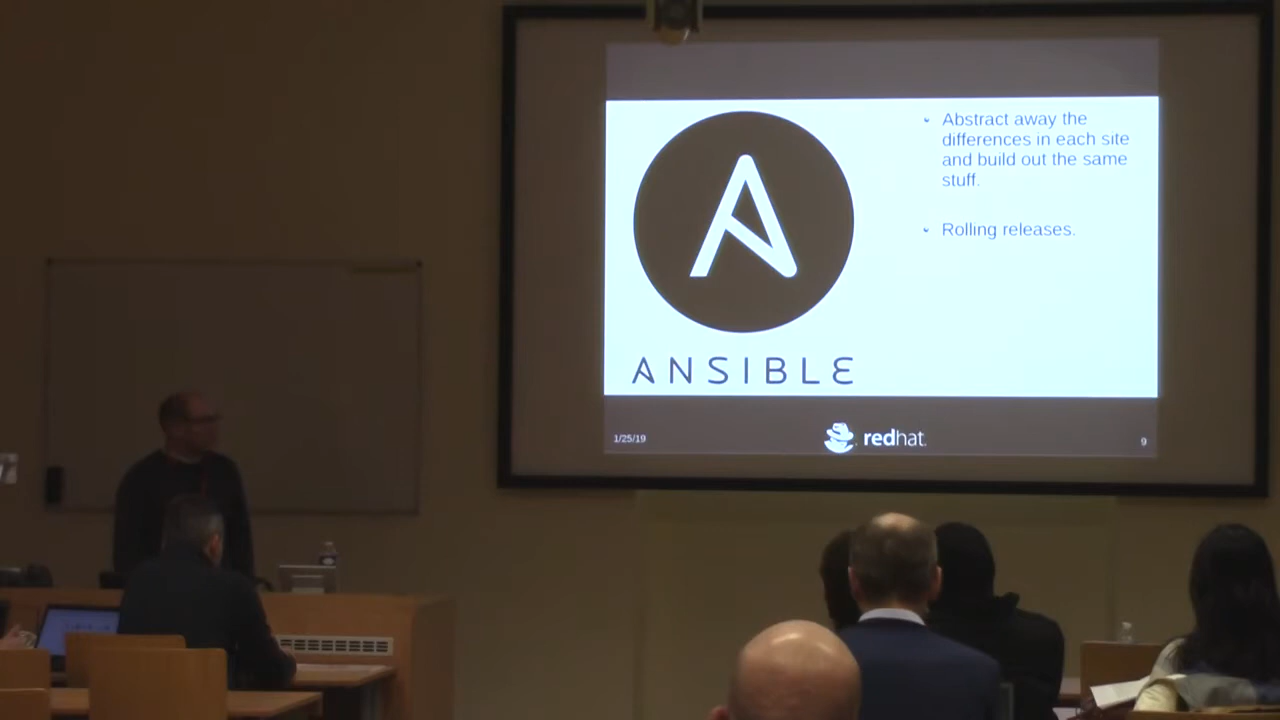 Abstract away the
differences in each site
and build out the same
stuff.
Rolling releases.
ANSIBLE
1/25/19
redhat.
9